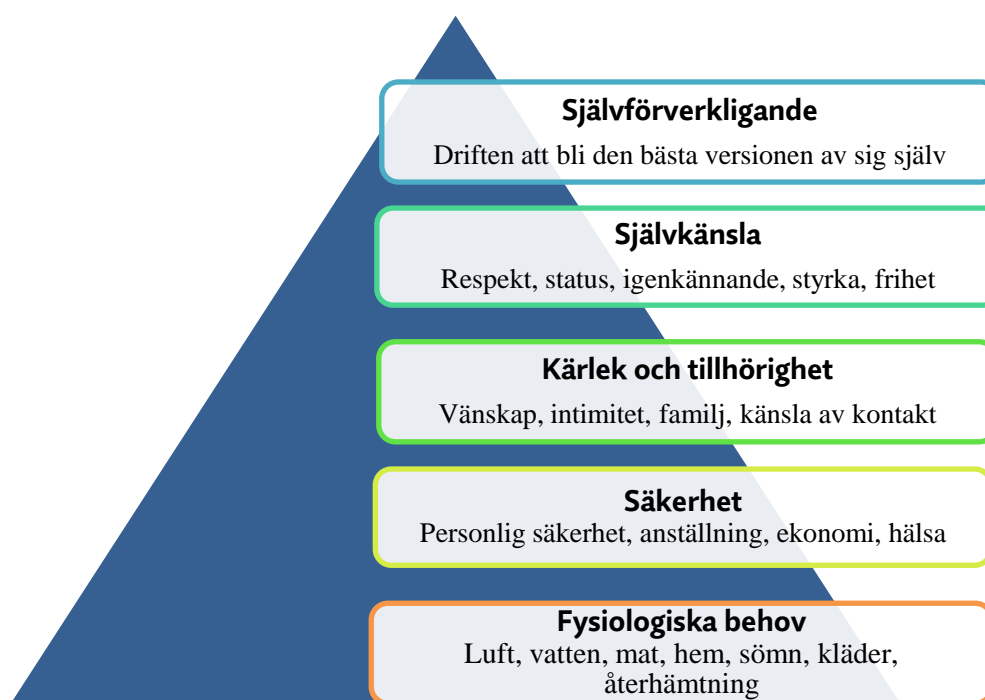 Självförverkligande
Driften att bli den bästa versionen av sig själv
Självkänsla
Respekt, status, igenkännande, styrka, frihet
Kärlek och tillhörighet
Vänskap, intimitet, familj, känsla av kontakt
Säkerhet
Personlig säkerhet, anställning, ekonomi, hälsa
Fysiologiska behov
Luft, vatten, mat, hem, sömn, kläder,
återhämtning